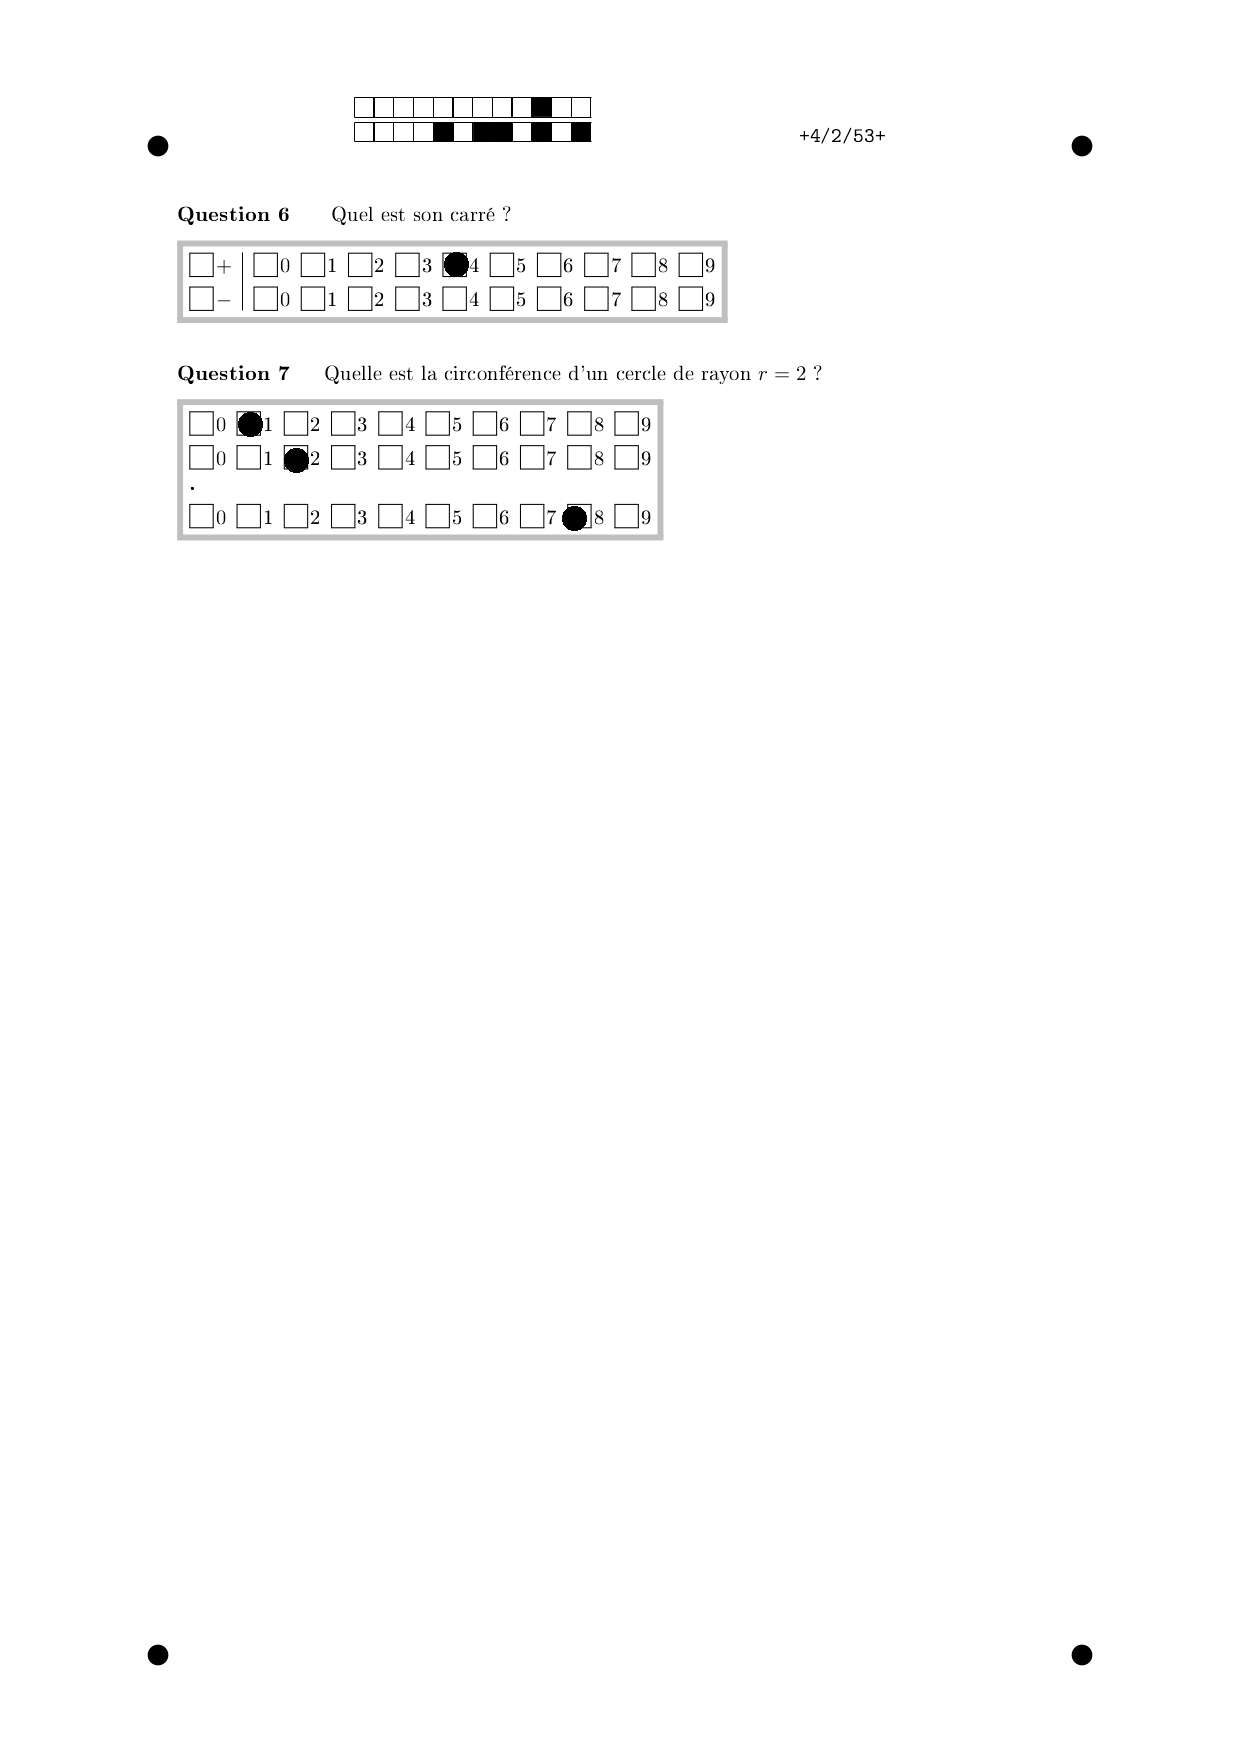 +4/2/53+
Question 6 Quel est son carré ?
+ 0 1 2 3 4 5 6 7 8 9
− 0 1 2 3 4 5 6 7 8 9
Question 7 Quelle est la circonférence d'un cercle de rayon r = 2 ?
0 1 2 3 4 5 6 7 8 9
0 1 2 3 4 5 6 7 8 9
.
0 1 2 3 4 5 6 7 8 9